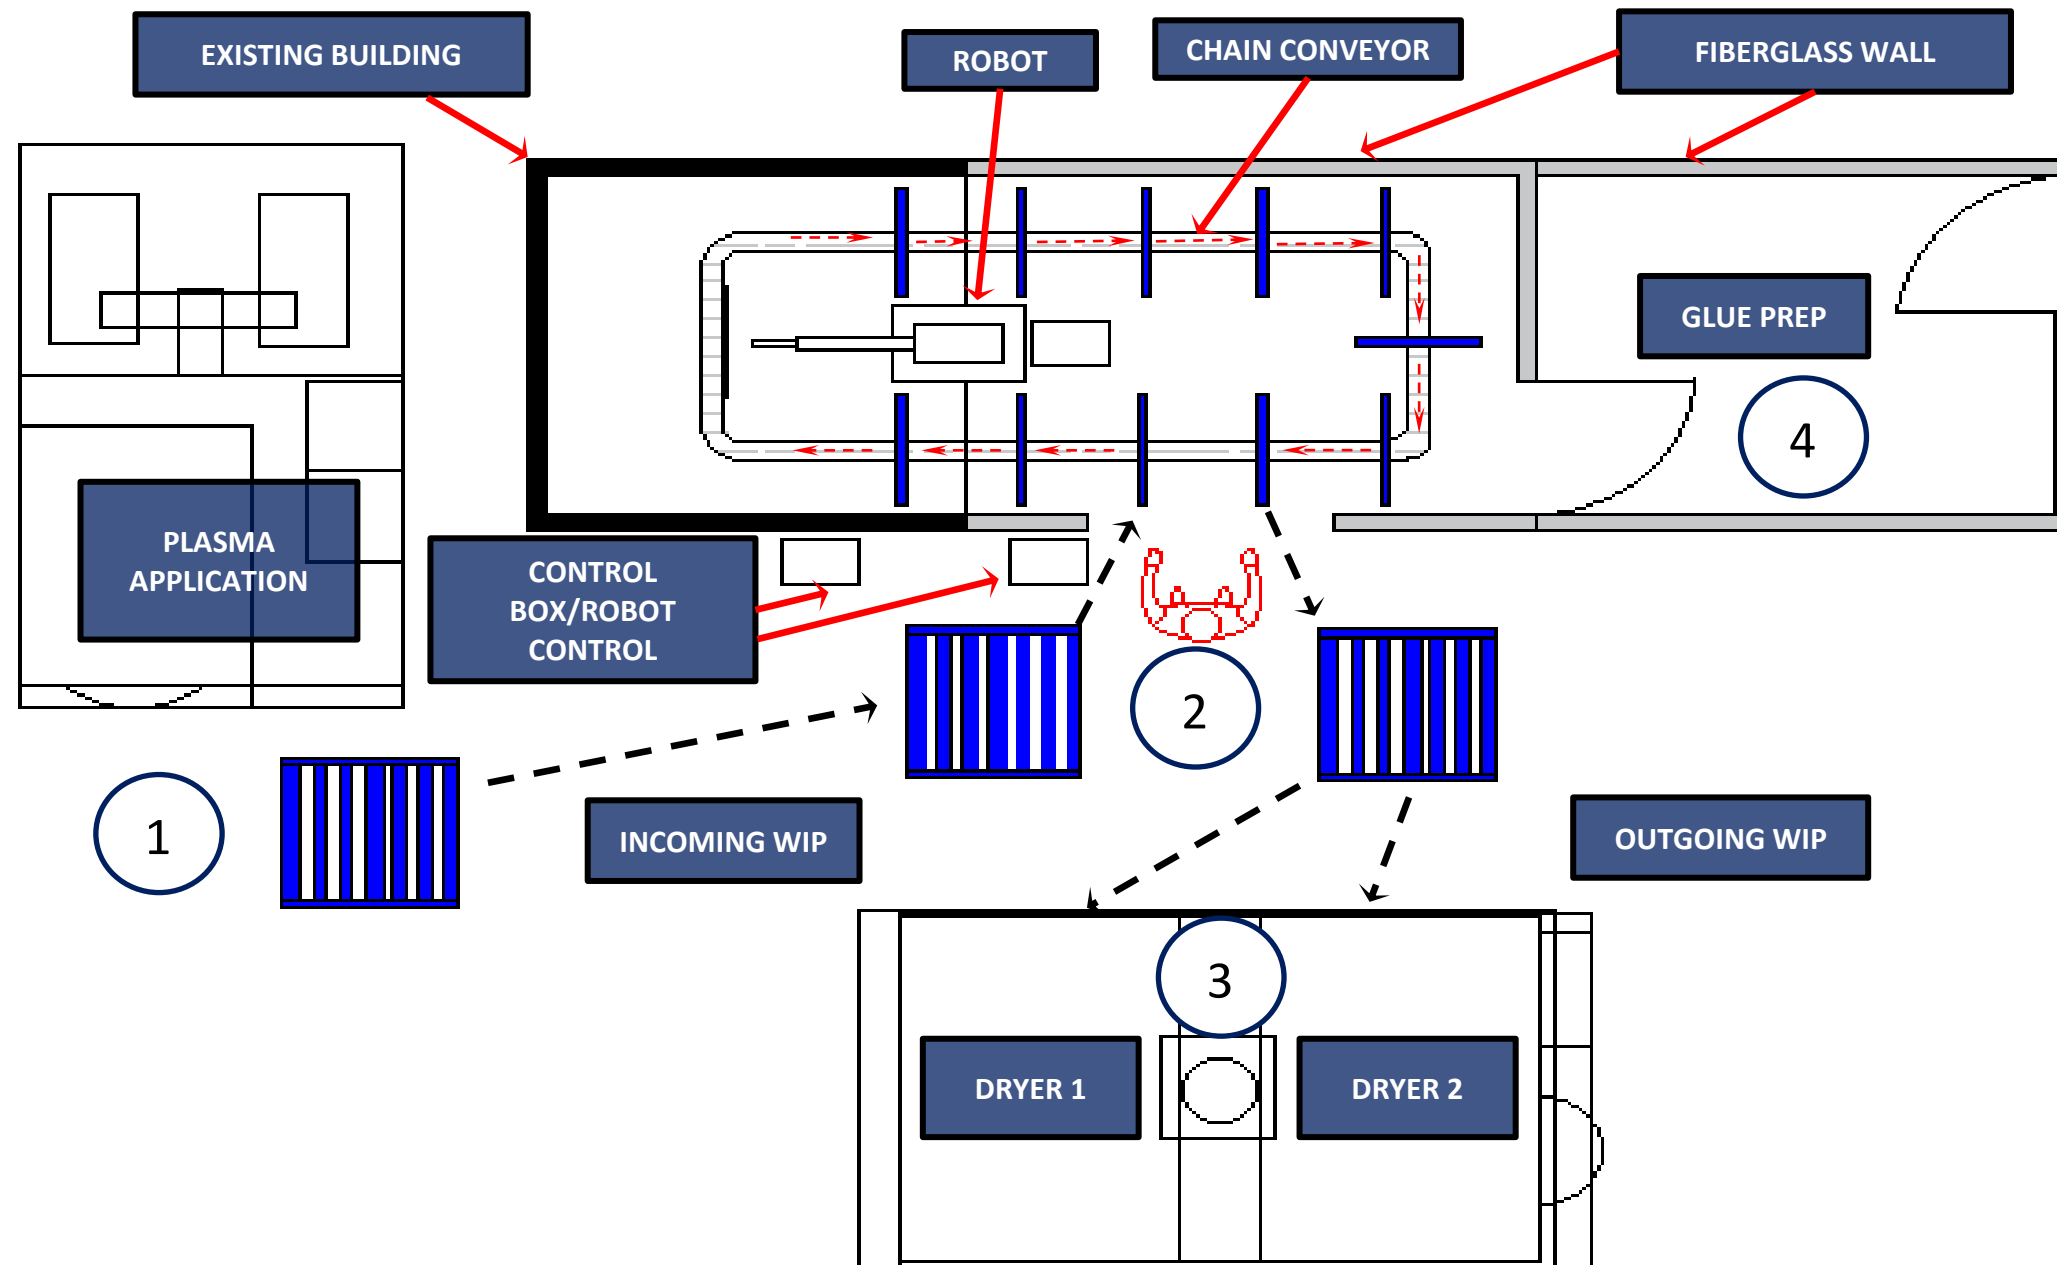 EXISTING BUILDING
ROBOT
CHAIN CONVEYOR
FIBERGLASS WALL
GLUE PREP
4
PLASMA
APPLICATION
CONTROL
BOX/ROBOT
CONTROL
2
1
INCOMING WIP
OUTGOING WIP
3
DRYER 1
DRYER 2